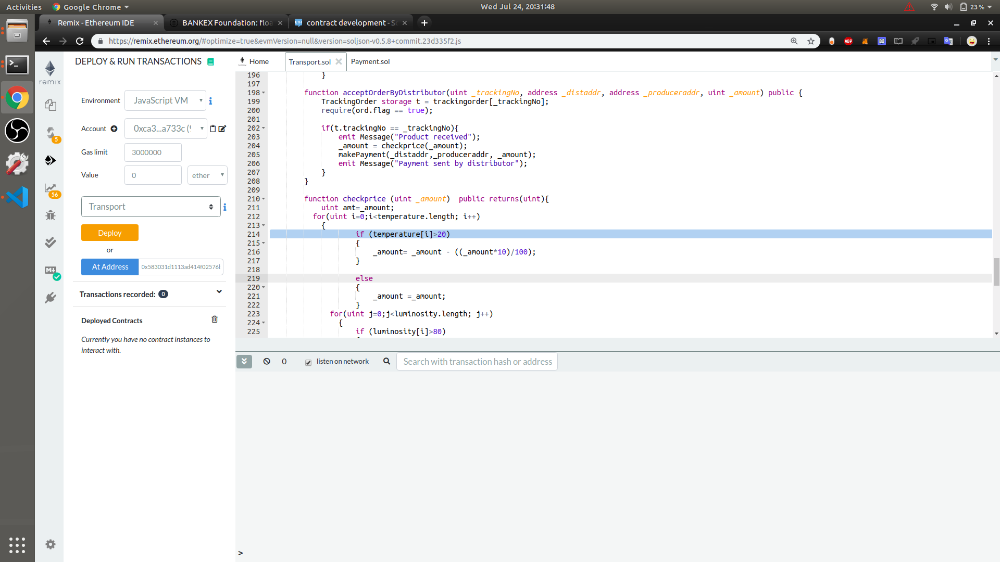 Activities Google Chrome Wed Jul 24, 20:31:48 23 %
Remix - Ethereum IDE BANKEX Foundation: floa contract development - Sc
https://remix.ethereum.org/#optimize=true&evmVersion=null&version=soljson-v0.5.8+commit.23d335f2.js ABP
remix
5
56
DEPLOY & RUN TRANSACTIONS
Environment JavaScript VM
Account 0xca3...a733c (9
Gas limit 3000000
Value 0 ether
Transport
Deploy
or
At Address 0x583031d1113ad414f02576b
Transactions recorded: 0
Deployed Contracts
Currently you have no contract instances to
interact with.
Home Transport.sol Payment.sol
196 }
197
198 function acceptOrderByDistributor(uint _trackingNo, address _distaddr, address _produceraddr, uint _amount) public {
199 TrackingOrder storage t = trackingorder[_trackingNo];
200 require(ord.flag == true);
201
202 if(t.trackingNo == _trackingNo){
203 emit Message("Product received");
204 _amount = checkprice(_amount);
205 makePayment(_distaddr,_produceraddr, _amount);
206 emit Message("Payment sent by distributor");
207 }
208 }
209
210 function checkprice (uint _amount)  public returns(uint){
211 uint amt=_amount;
212 for(uint i=0;i<temperature.length; i++)
213 {
214 if (temperature[i]>20)
215 {
216 _amount= _amount - ((_amount*10)/100);
217 }
218
219 else
220 {
221 _amount =_amount;
222 }
223 for(uint j=0;j<luminosity.length; j++)
224 {
225 if (luminosity[i]>80)
0 listen on network Search with transaction hash or address
>